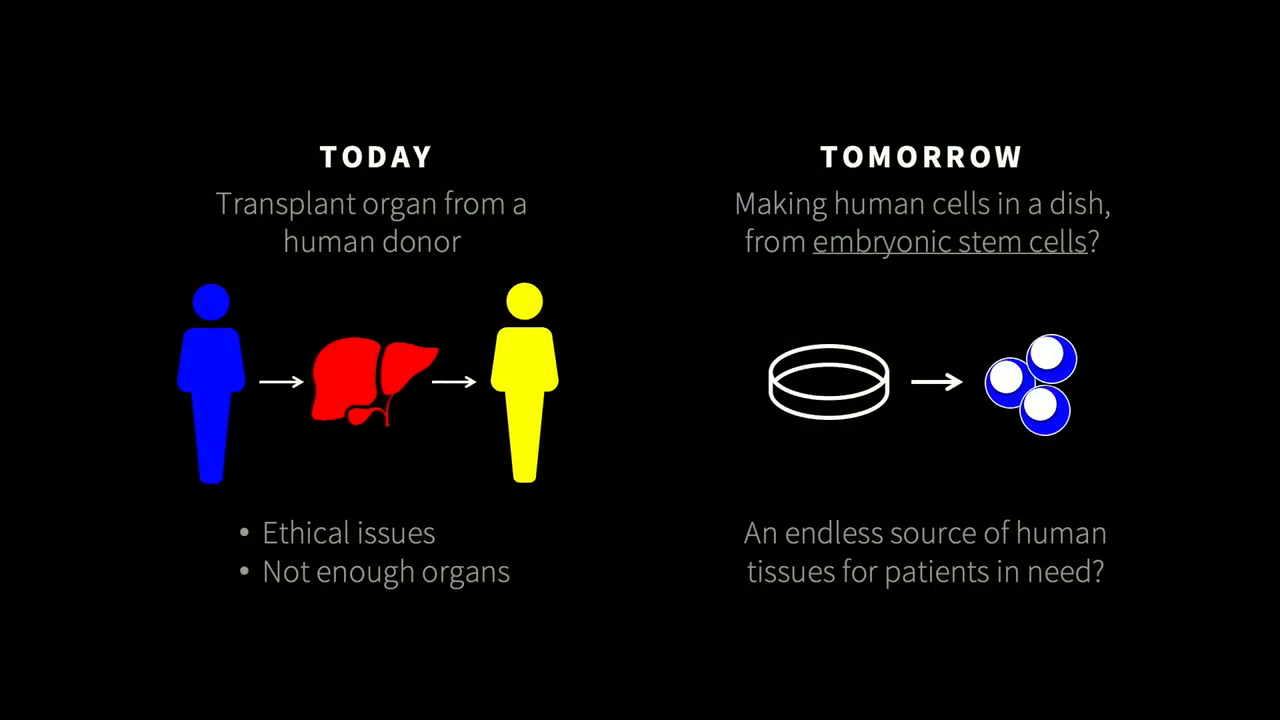 TODAY
Transplant organ from a
human donor
• Ethical issues
• Not enough organs
TOMORROW
Making human cells in a dish,
from embryonic stem cells?
An endless source of human
tissues for patients in need?